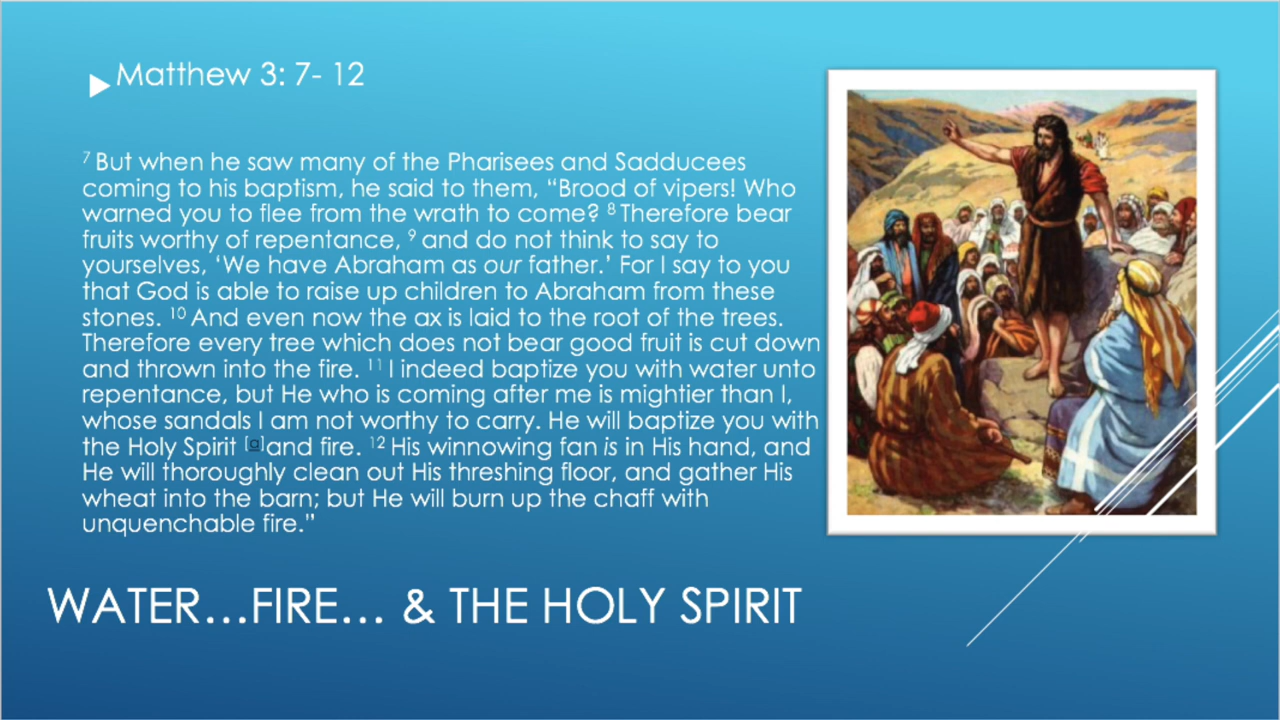 Matthew 3: 7- 12
⁷ But when he saw many of the Pharisees and Sadducees
coming to his baptism, he said to them, “Brood of vipers! Who
warned you to flee from the wrath to come? ⁸ Therefore bear
fruits worthy of repentance, ⁹ and do not think to say to
yourselves, ‘We have Abraham as our father.’ For I say to you
that God is able to raise up children to Abraham from these
stones. ¹⁰ And even now the ax is laid to the root of the trees.
Therefore every tree which does not bear good fruit is cut down
and thrown into the fire. ¹¹ I indeed baptize you with water unto
repentance, but He who is coming after me is mightier than I,
whose sandals I am not worthy to carry. He will baptize you with
the Holy Spirit [a]and fire. ¹² His winnowing fan is in His hand, and
He will thoroughly clean out His threshing floor, and gather His
wheat into the barn; but He will burn up the chaff with
unquenchable fire.”
WATER...FIRE... & THE HOLY SPIRIT